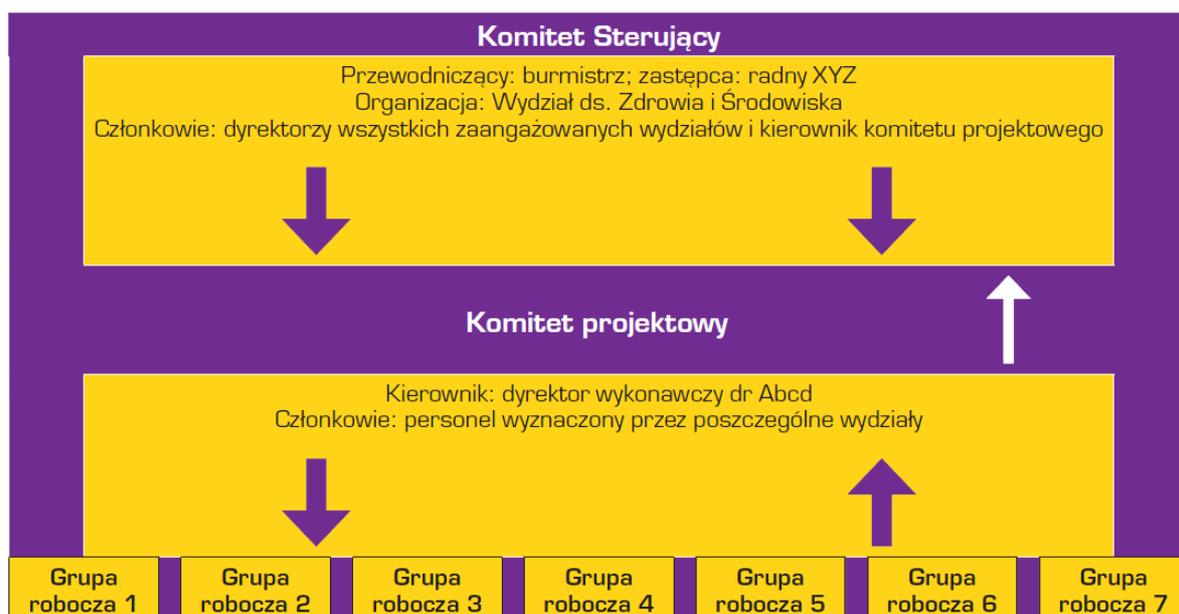 Komitet Sterujący
Przewodniczący: burmistrz; zastępca: radny XYZ
Organizacja: Wydział ds. Zdrowia i Środowiska
Członkowie: dyrektorzy wszystkich zaangażowanych wydziałów i kierownik komitetu projektowego
Komitet projektowy
Kierownik: dyrektor wykonawczy dr Abcd
Członkowie: personel wyznaczony przez poszczególne wydziały
Grupa
robocza 1
Grupa
robocza 2
Grupa
robocza 3
Grupa
robocza 4
Grupa
robocza 5
Grupa
robocza 6
Grupa
robocza 7